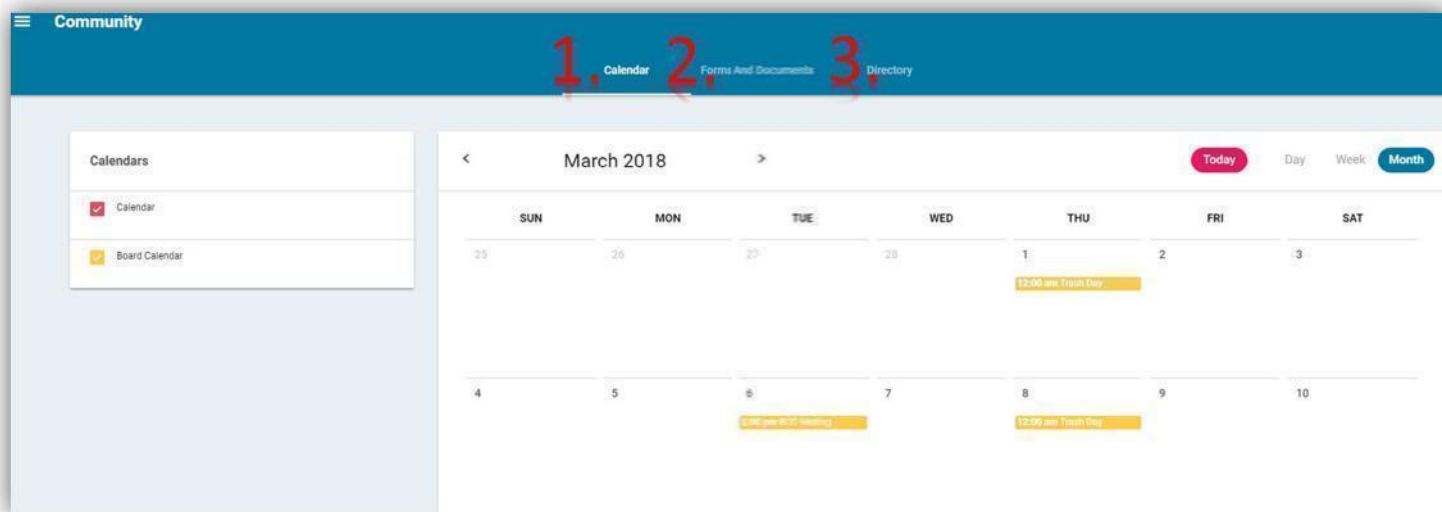 Community
1. Calendar 2. Forms And Documents 3. Directory
Calendars
Calendar
Board Calendar
< March 2018 >
Today Day Week Month
SUN MON TUE WED THU FRI SAT
25 26 27 28 1 2 3
12:00 am Trash Day
4 5 6 7 8 9 10
pm Meeting 12:00 am Trash Day